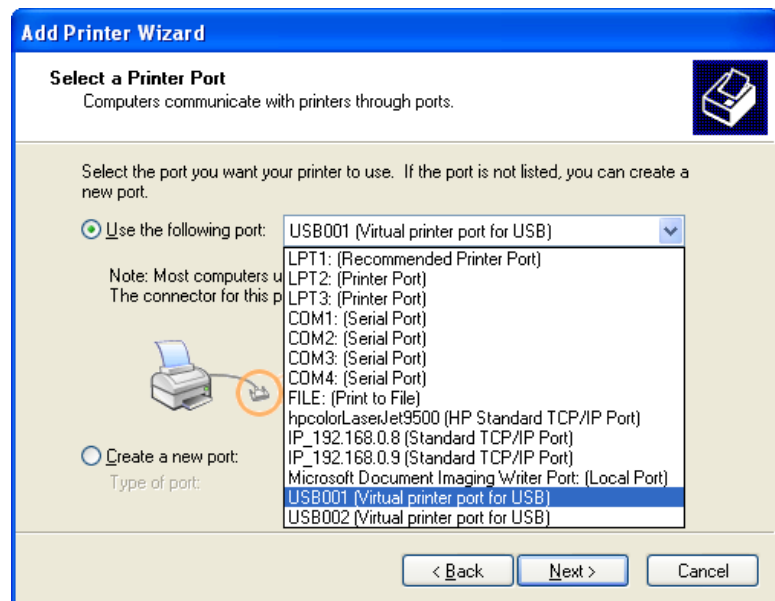 Add Printer Wizard
Select a Printer Port
Computers communicate with printers through ports.
Select the port you want your printer to use. If the port is not listed, you can create a
new port.
Use the following port:
USB001 (Virtual printer port for USB)
Note: Most computers u
The connector for this p
LPT1: (Recommended Printer Port)
LPT2: (Printer Port)
LPT3: (Printer Port)
COM1: (Serial Port)
COM2: (Serial Port)
COM3: (Serial Port)
COM4: (Serial Port)
FILE: (Print to File)
hpcolorLaserJet9500 (HP Standard TCP/IP Port)
IP_192.168.0.8 (Standard TCP/IP Port)
IP_192.168.0.9 (Standard TCP/IP Port)
Microsoft Document Imaging Writer Port: (Local Port)
USB001 (Virtual printer port for USB)
USB002 (Virtual printer port for USB)
Create a new port:
Type of port:
< Back
Next >
Cancel